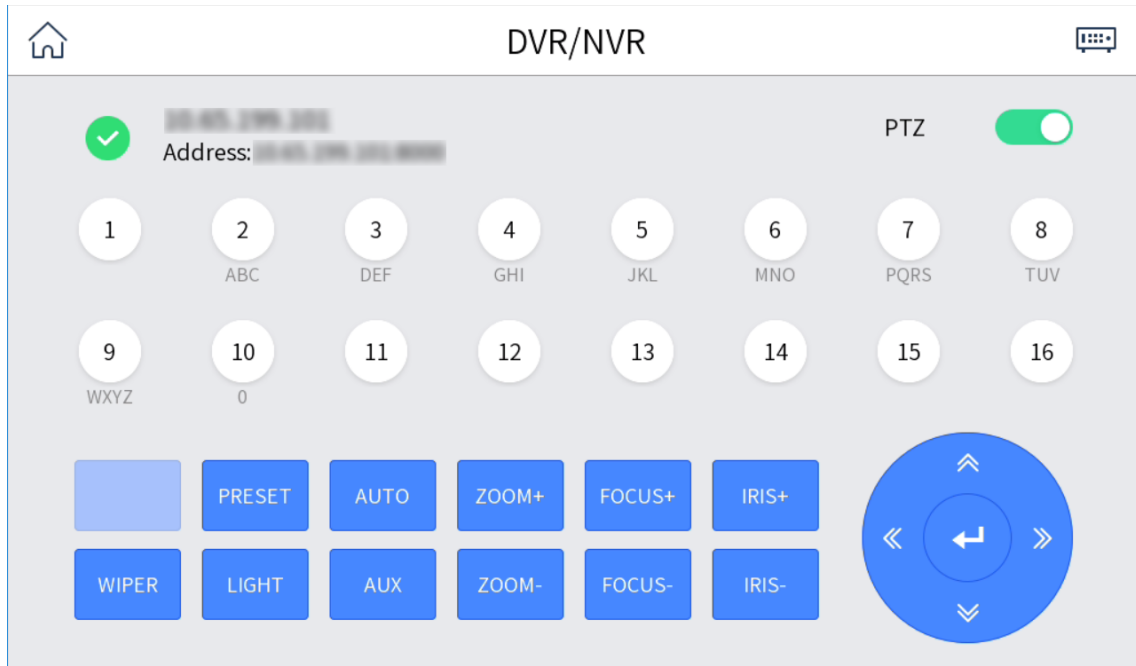 DVR/NVR
PTZ
Address:
1 2 3 4 5 6 7 8
ABC DEF GHI JKL MNO PQRS TUV
9 10 11 12 13 14 15 16
WXYZ 0
PRESET AUTO ZOOM+ FOCUS+ IRIS+
WIPER LIGHT AUX ZOOM- FOCUS- IRIS-